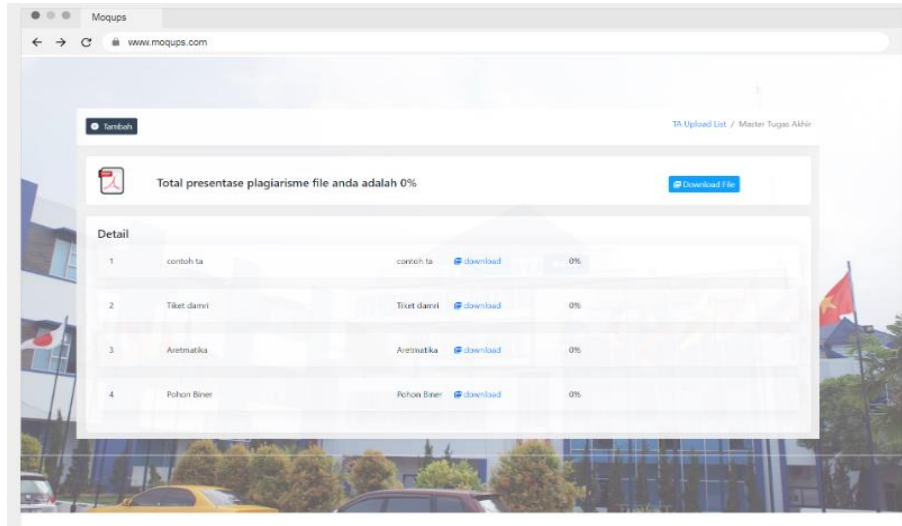 Moqups
www.moqups.com
Tambah
TA Upload List / Master Tugas Akhir
Total presentase plagiarisme file anda adalah 0%
Download File
Detail
1 contoh ta contoh ta download 0%
2 Tiket damri Tiket damri download 0%
3 Aretmatika Aretmatika download 0%
4 Pohon Biner Pohon Biner download 0%